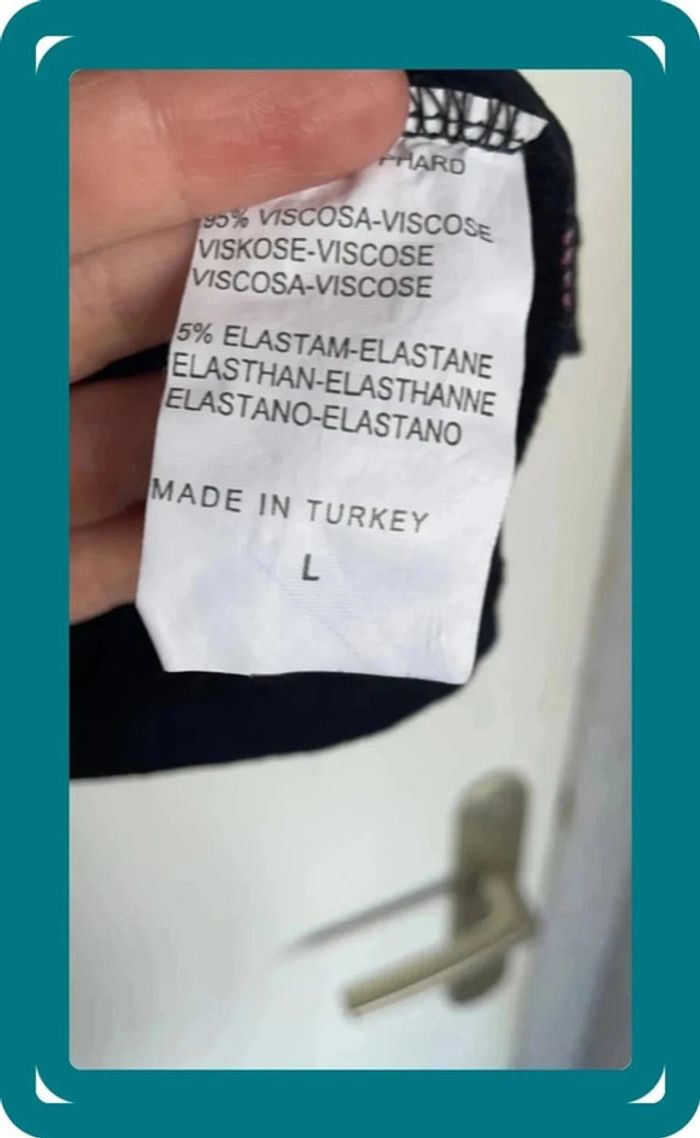 95% VISCOSA-VISCOSE
VISKOSE-VISCOSE
VISCOSA-VISCOSE
5% ELASTAM-ELASTANE
ELASTHAN-ELASTHANNE
ELASTANO-ELASTANO
MADE IN TURKEY
L